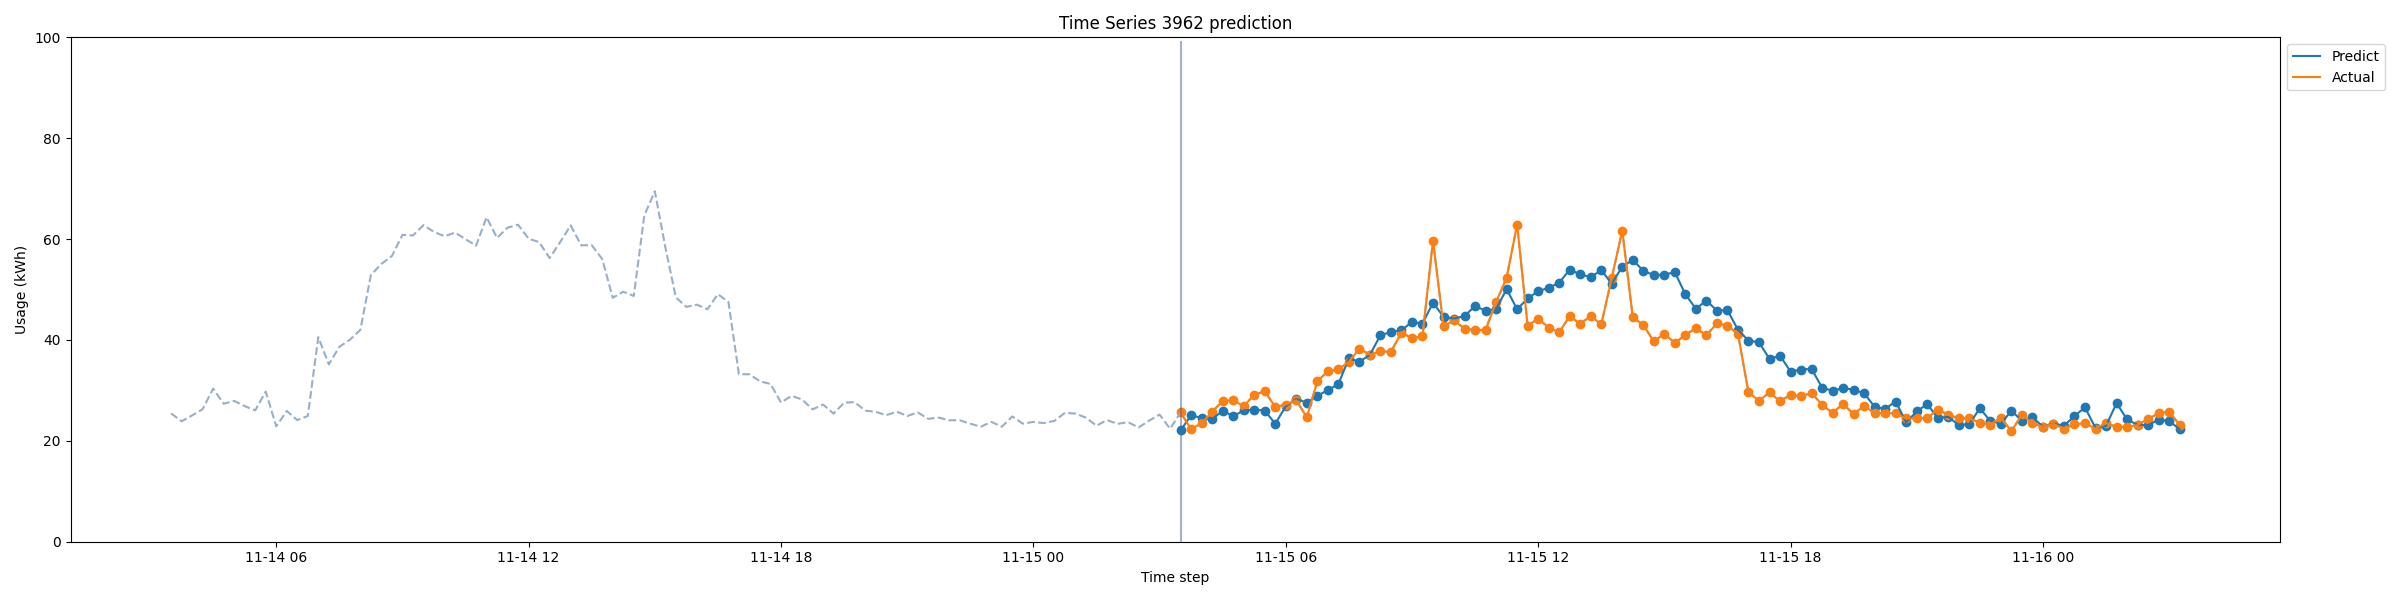 Time Series 3962 prediction
Predict
Actual
Usage (kWh)
100
80
60
40
20
0
11-14 06
11-14 12
11-14 18
11-15 00
11-15 06
11-15 12
11-15 18
11-16 00
Time step